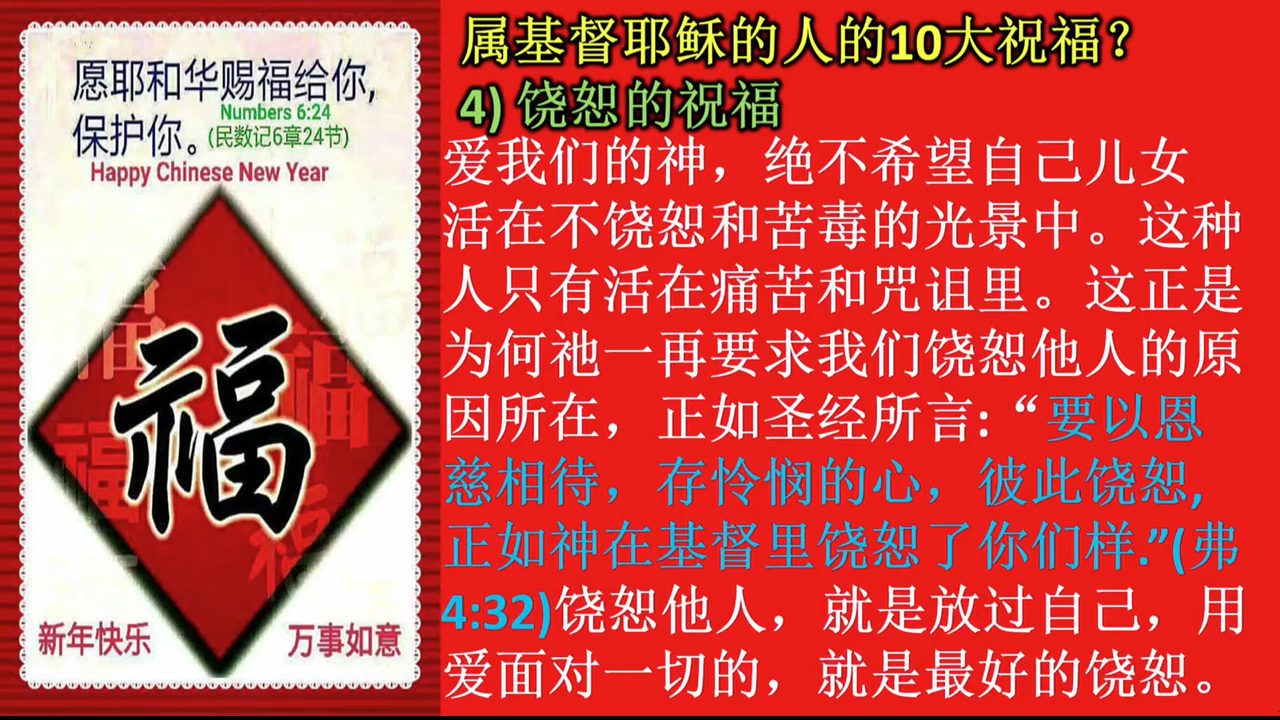 愿耶和华赐福给你,
保护你。
Numbers 6:24
(民数记6章24节)
Happy Chinese New Year
福
新年快乐
万事如意
属基督耶稣的人的10大祝福?
4) 饶恕的祝福
爱我们的神，绝不希望自己儿女
活在不饶恕和苦毒的光景中。这种
人只有活在痛苦和咒诅里。这正是
为何祂一再要求我们饶恕他人的原
因所在，正如圣经所言:“要以恩
慈相待，存怜悯的心，彼此饶恕,
正如神在基督里饶恕了你们样.”(弗
4:32)饶恕他人，就是放过自己，用
爱面对一切的，就是最好的饶恕。